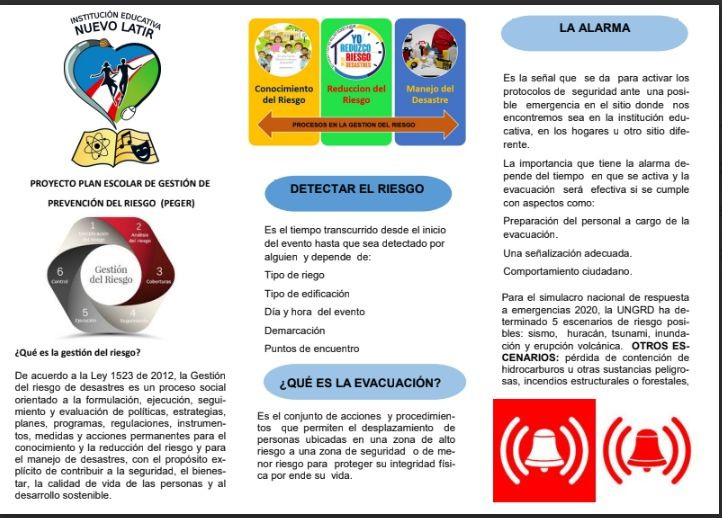 INSTITUCIÓN EDUCATIVA
NUEVO LATIR
PROYECTO PLAN ESCOLAR DE GESTIÓN DE
PREVENCIÓN DEL RIESGO (PEGER)
1
2
Análisis
del riesgo
3
Coberturas
4
5
Ejecución
6
Control
Gestión
del Riesgo
¿Qué es la gestión del riesgo?
De acuerdo a la Ley 1523 de 2012, la Gestión
del riesgo de desastres es un proceso social
orientado a la formulación, ejecución, segui-
miento y evaluación de políticas, estrategias,
planes, programas, regulaciones, instrumen-
tos, medidas y acciones permanentes para el
conocimiento y la reducción del riesgo y para
el manejo de desastres, con el propósito ex-
plícito de contribuir a la seguridad, el bienes-
tar, la calidad de vida de las personas y al
desarrollo sostenible.
YO
REDUZCO
RIESGO
DE DESASTRES
Conocimiento
del Riesgo
Reduccion del
Riesgo
Manejo del
Desastre
PROCESOS EN LA GESTION DEL RIESGO
DETECTAR EL RIESGO
Es el tiempo transcurrido desde el inicio
del evento hasta que sea detectado por
alguien y depende de:
Tipo de riego
Tipo de edificación
Día y hora del evento
Demarcación
Puntos de encuentro
¿QUÉ ES LA EVACUACIÓN?
Es el conjunto de acciones y procedimien-
tos que permiten el desplazamiento de
personas ubicadas en una zona de alto
riesgo a una zona de seguridad o de me-
nor riesgo para proteger su integridad físi-
ca por ende su vida.
LA ALARMA
Es la señal que se da para activar los
protocolos de seguridad ante una posi-
ble emergencia en el sitio donde nos
encontremos sea en la institución edu-
cativa, en los hogares u otro sitio dife-
rente.
La importancia que tiene la alarma de-
pende del tiempo en que se activa y la
evacuación será efectiva si se cumple
con aspectos como:
Preparación del personal a cargo de la
evacuación.
Una señalización adecuada.
Comportamiento ciudadano.
Para el simulacro nacional de respuesta
a emergencias 2020, la UNGRD ha de-
terminado 5 escenarios de riesgo posi-
bles: sismo, huracán, tsunami, inunda-
ción y erupción volcánica. OTROS ES-
CENARIOS: pérdida de contención de
hidrocarburos u otras sustancias peligro-
sas, incendios estructurales o forestales,